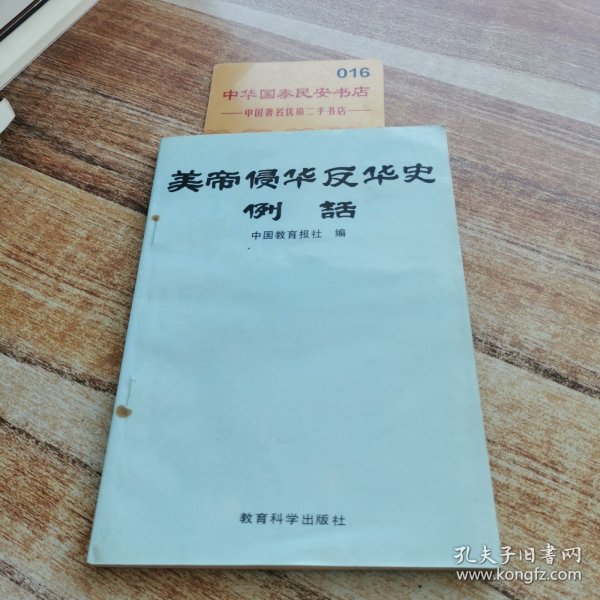 016
中华国泰民安书店
——中国著名优质二手书店——
美帝侵华反华史
例話
中国教育报社 编
教育科学出版社
孔夫子旧书网
www.kongfz.com